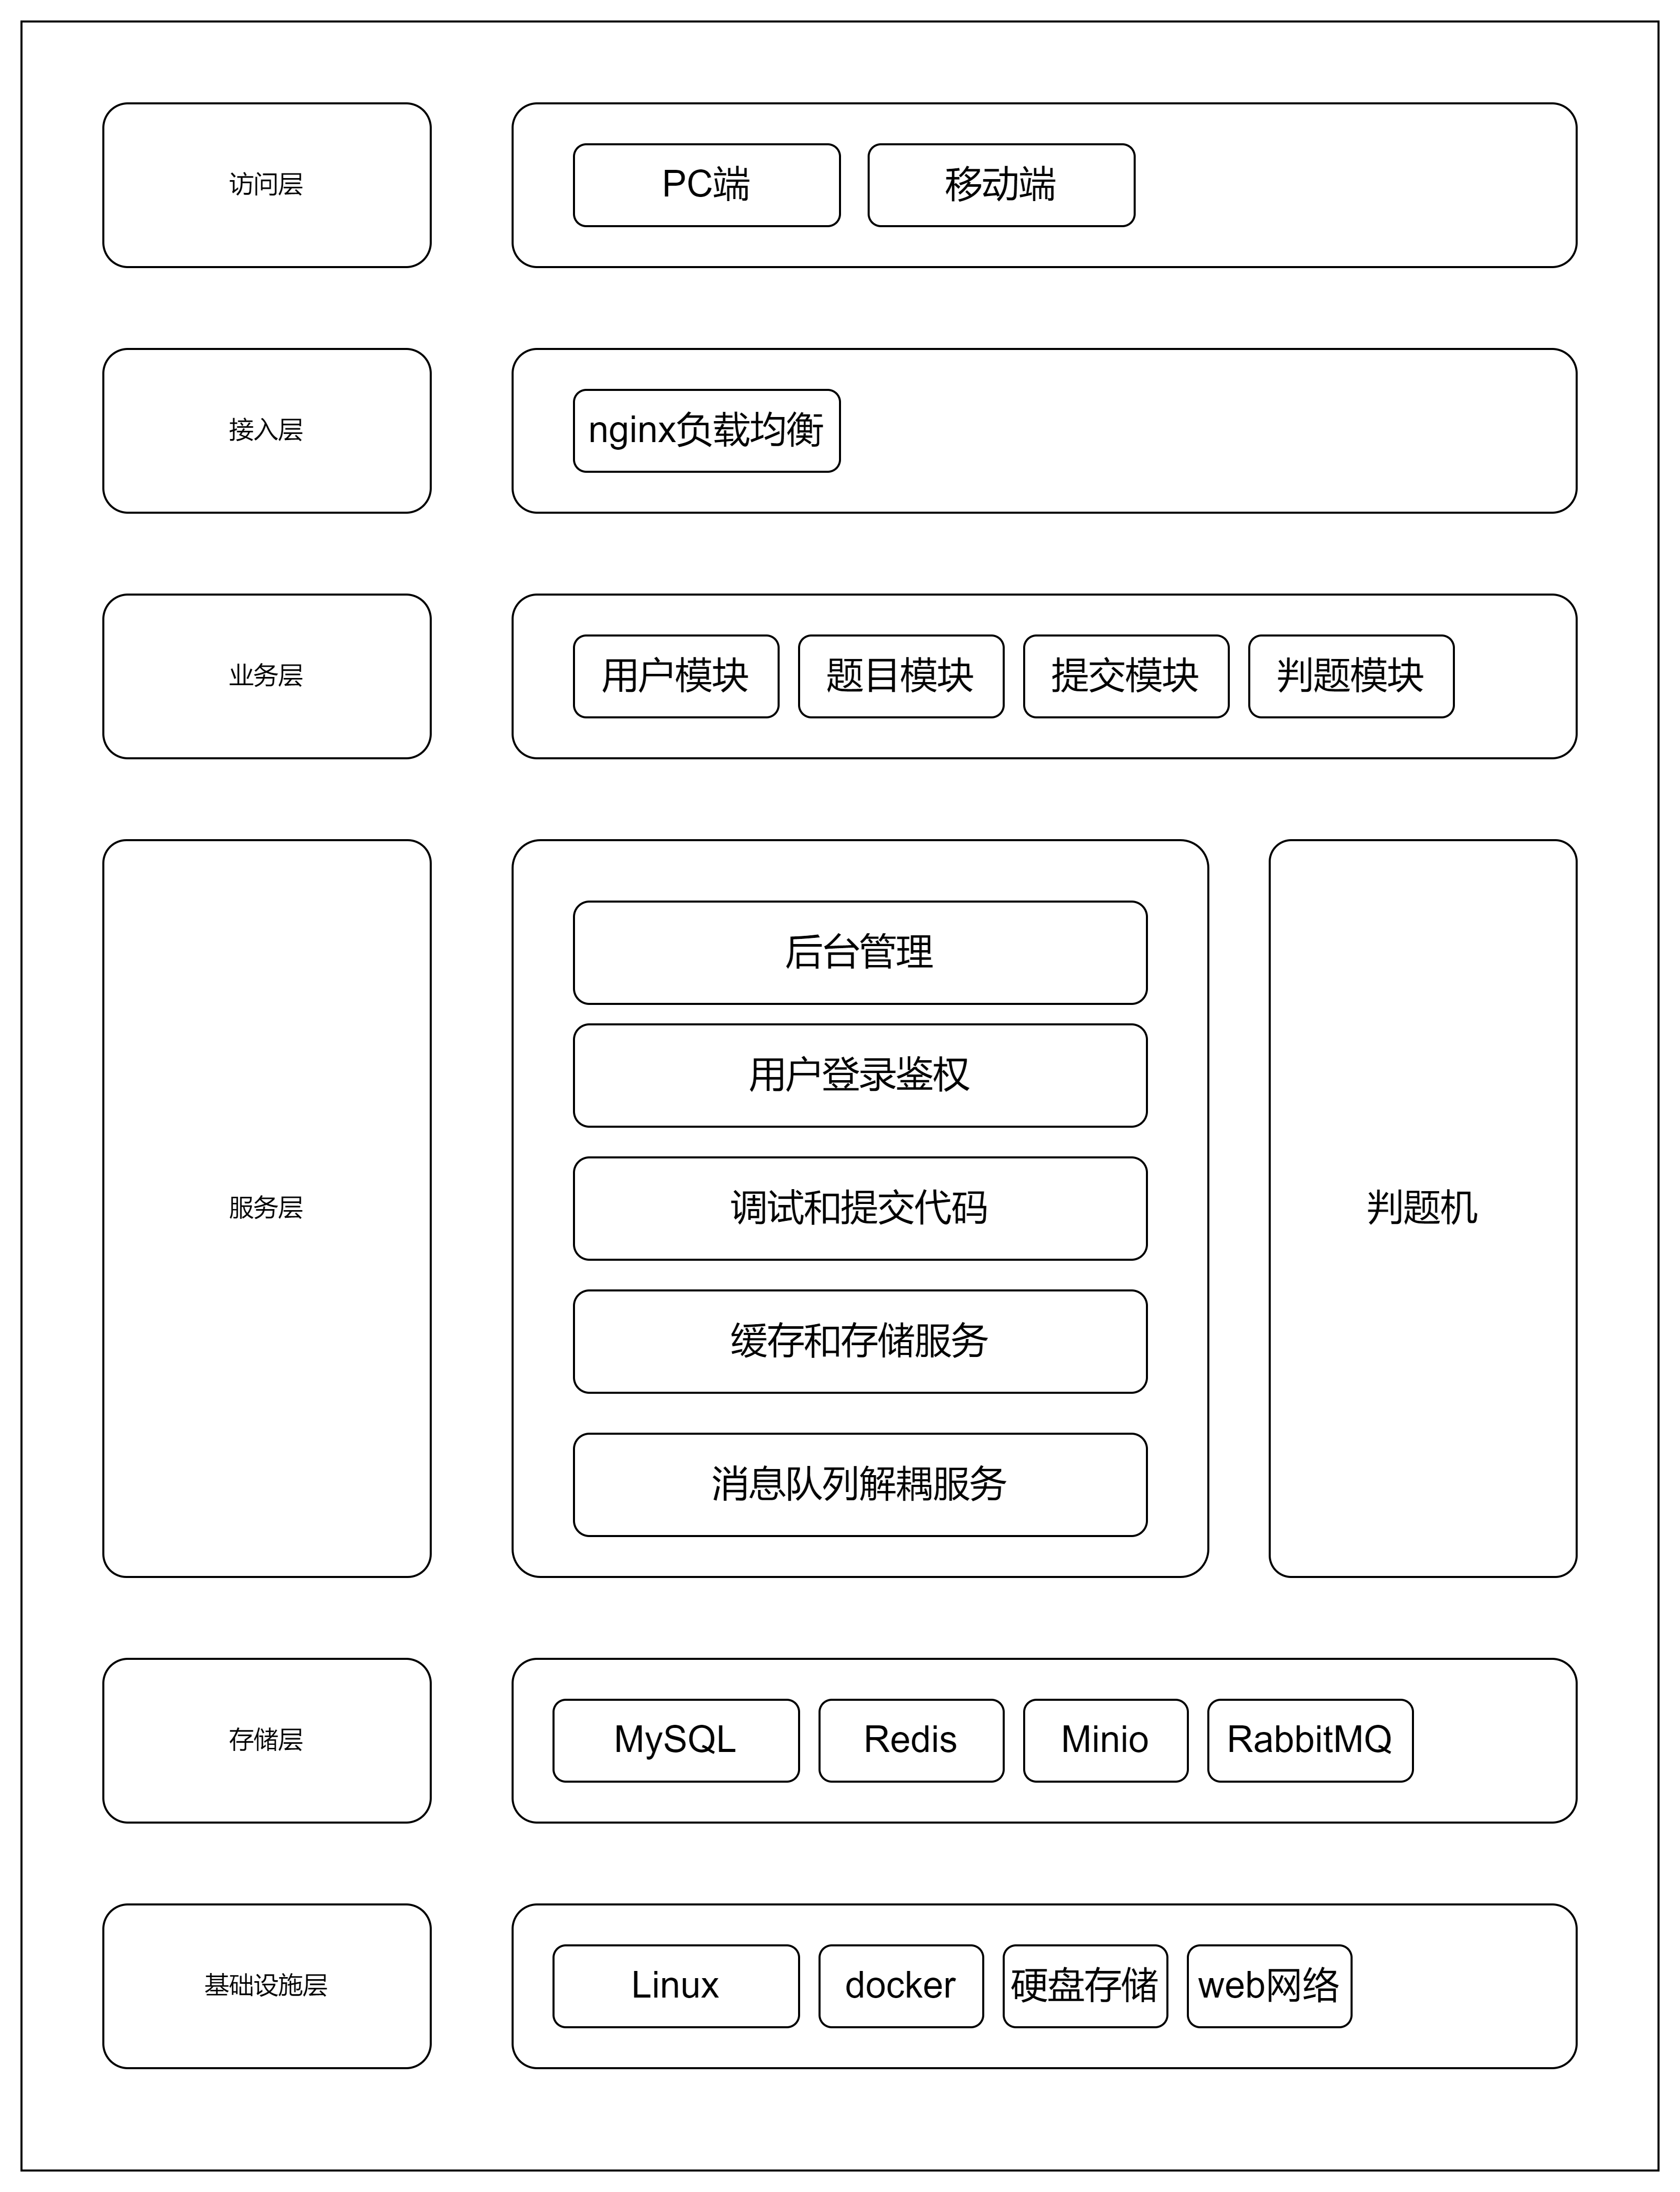 访问层
PC端
移动端
接入层
nginx负载均衡
业务层
用户模块
题目模块
提交模块
判题模块
服务层
后台管理
用户登录鉴权
调试和提交代码
缓存和存储服务
消息队列解耦服务
判题机
存储层
MySQL
Redis
Minio
RabbitMQ
基础设施层
Linux
docker
硬盘存储
web网络